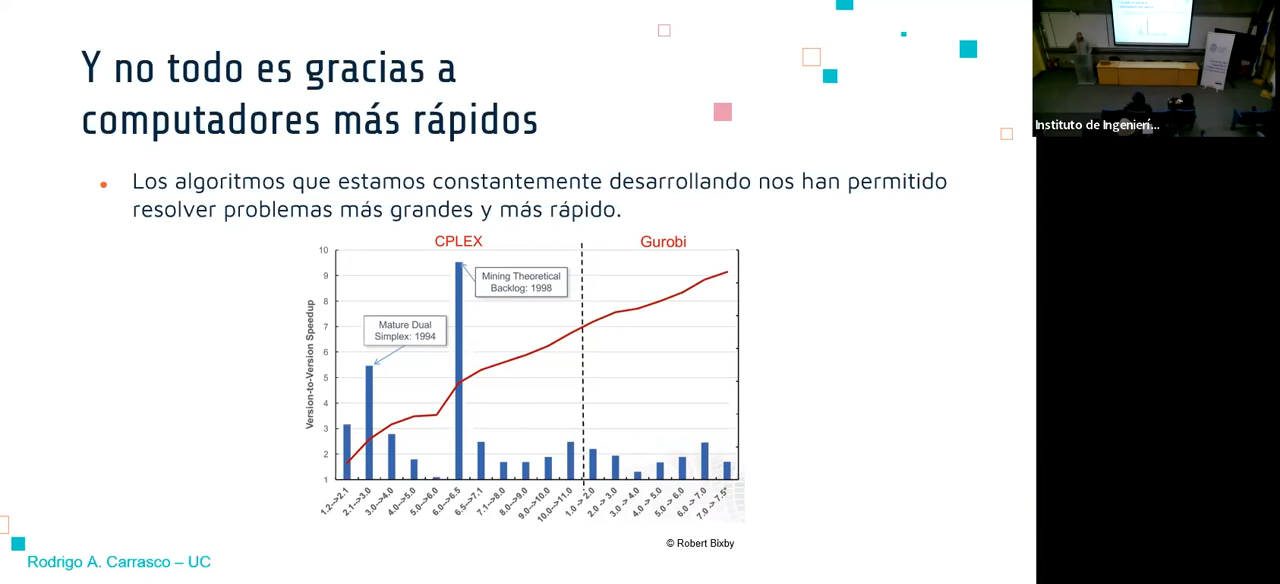 Y no todo es gracias a
computadores más rápidos
• Los algoritmos que estamos constantemente desarrollando nos han permitido
resolver problemas más grandes y más rápido.
CPLEX
Gurobi
Version-to-Version Speedup
10
9
8
7
6
5
4
3
2
1
Mining Theoretical
Backlog: 1998
Mature Dual
Simplex: 1994
1.2-->2.1
2.1-->3.0
3.0-->4.0
4.0-->5.0
5.0-->6.0
6.0-->6.5
6.5-->7.1
7.1-->8.0
8.0-->9.0
9.0-->10.0
10.0-->11.0
1.0 -> 2.0
2.0 -> 3.0
3.0 -> 4.0
4.0 -> 5.0
5.0 -> 6.0
6.0 -> 7.0
7.0 -> 7.5*
© Robert Bixby
Rodrigo A. Carrasco – UC
Instituto de Ingenierí...